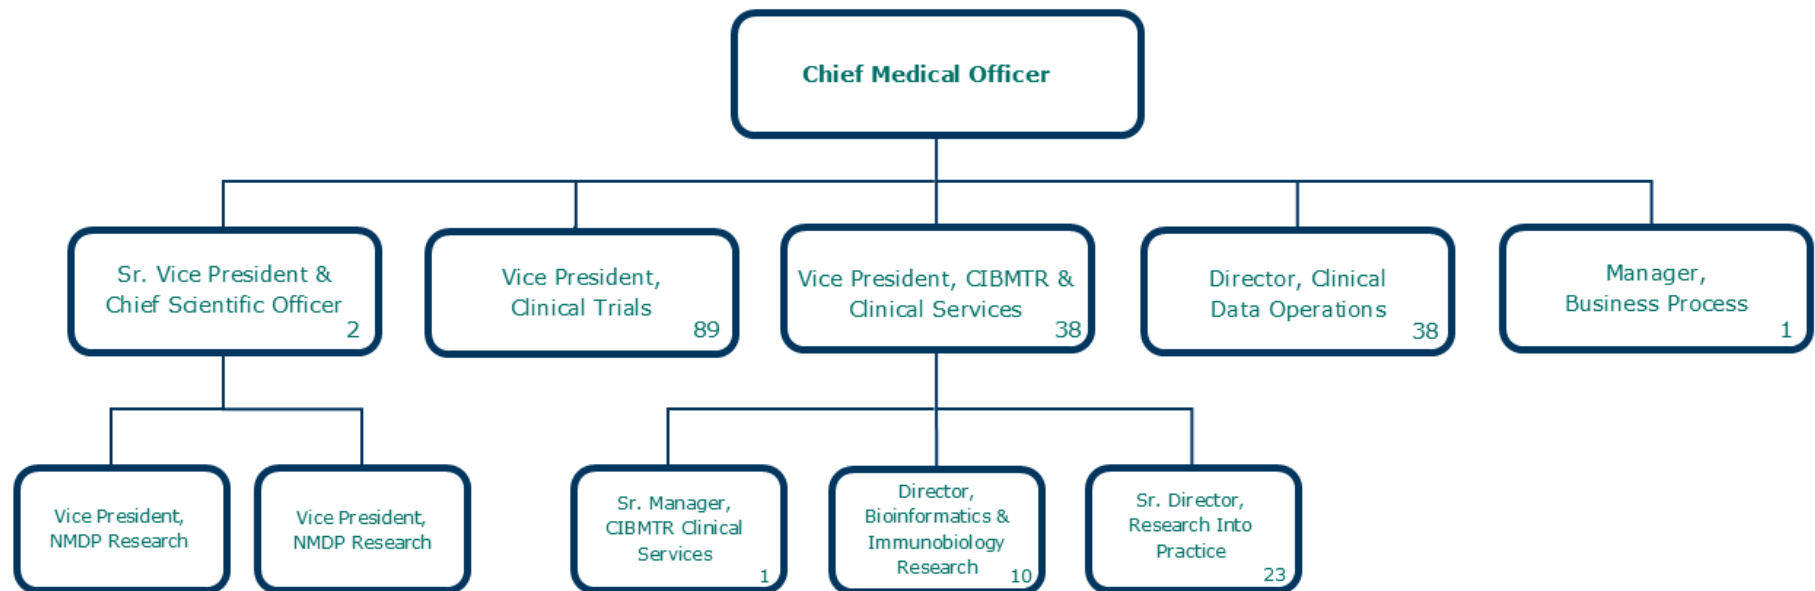 Chief Medical Officer
Sr. Vice President &
Chief Scientific Officer
2
Vice President,
Clinical Trials
89
Vice President, CIBMTR &
Clinical Services
38
Director, Clinical
Data Operations
38
Manager,
Business Process
1
Vice President,
NMDP Research
Vice President,
NMDP Research
Sr. Manager,
CIBMTR Clinical
Services
1
Director,
Bioinformatics &
Immunobiology
Research
10
Sr. Director,
Research Into
Practice
23